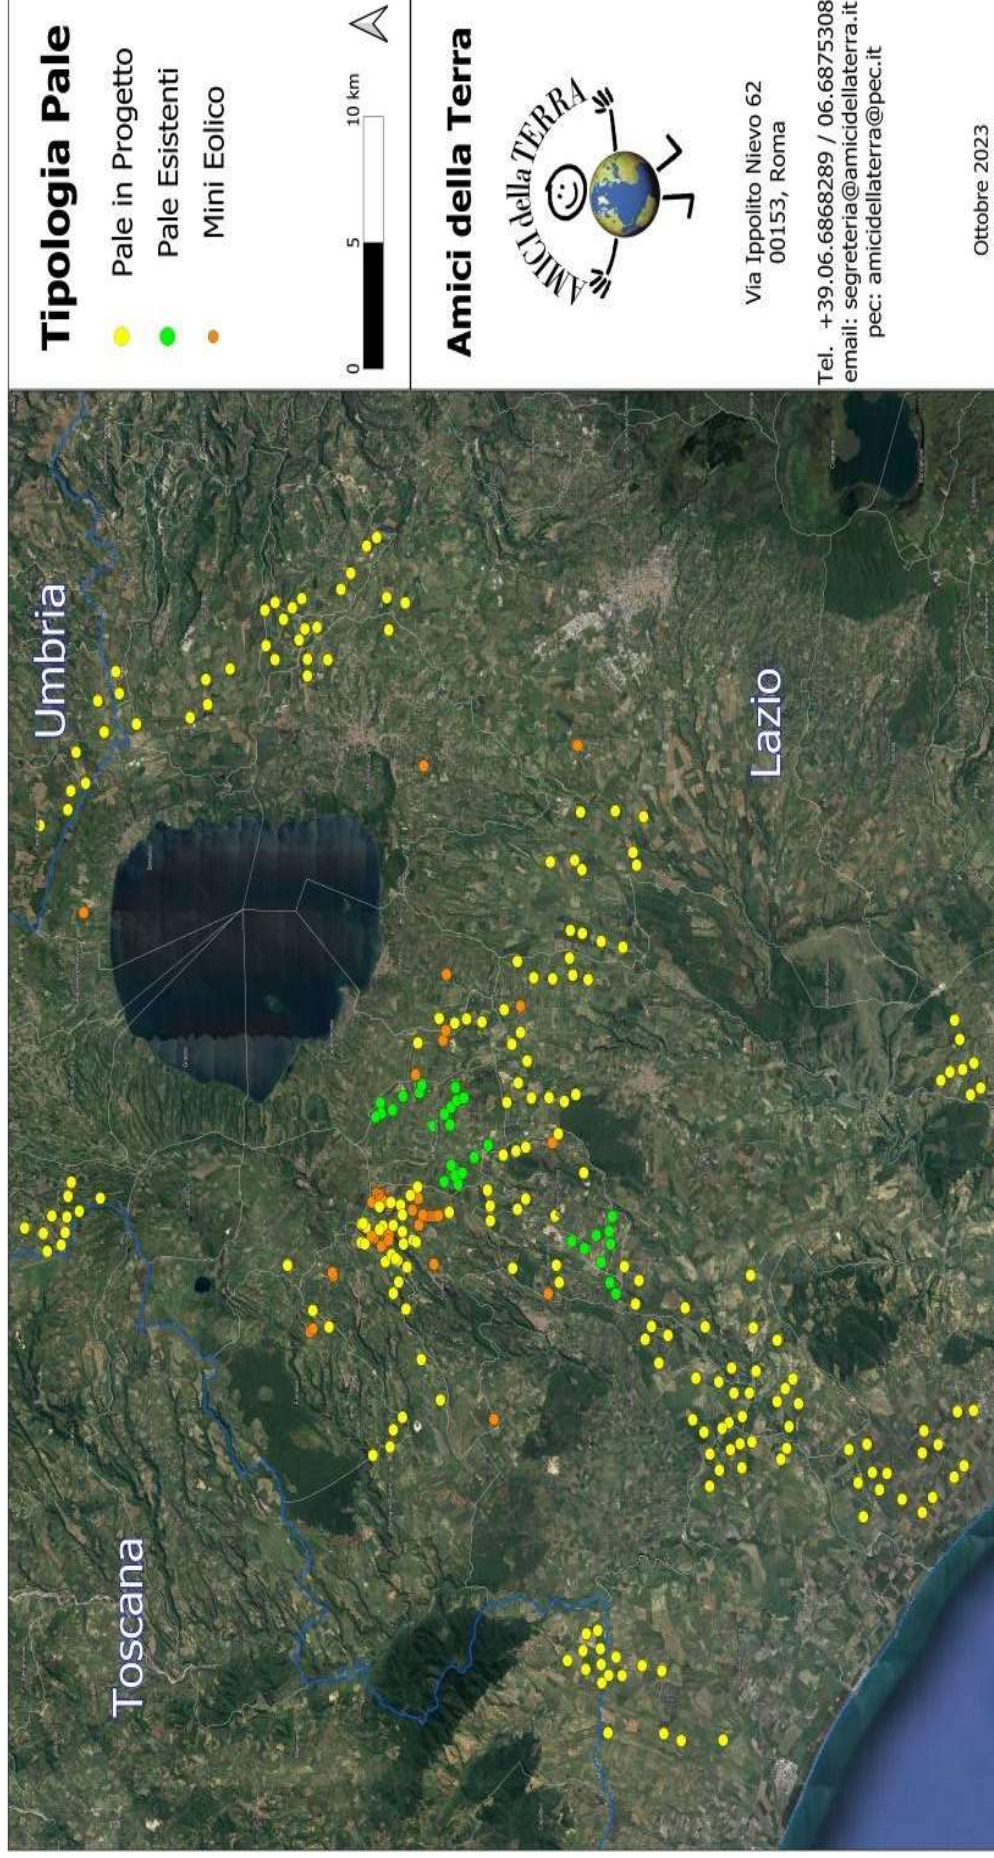 Tipologia Pale
Pale in Progetto
Pale Esistenti
Mini Eolico
0 5 10 km
Amici della Terra
AMICI della TERRA
Via Ippolito Nievo 62
00153, Roma
Tel. +39.06.6868289 / 06.6875308
email: segreteria@amicidellaterra.it
pec: amicidellaterra@pec.it
Ottobre 2023
Toscana
Umbria
Lazio